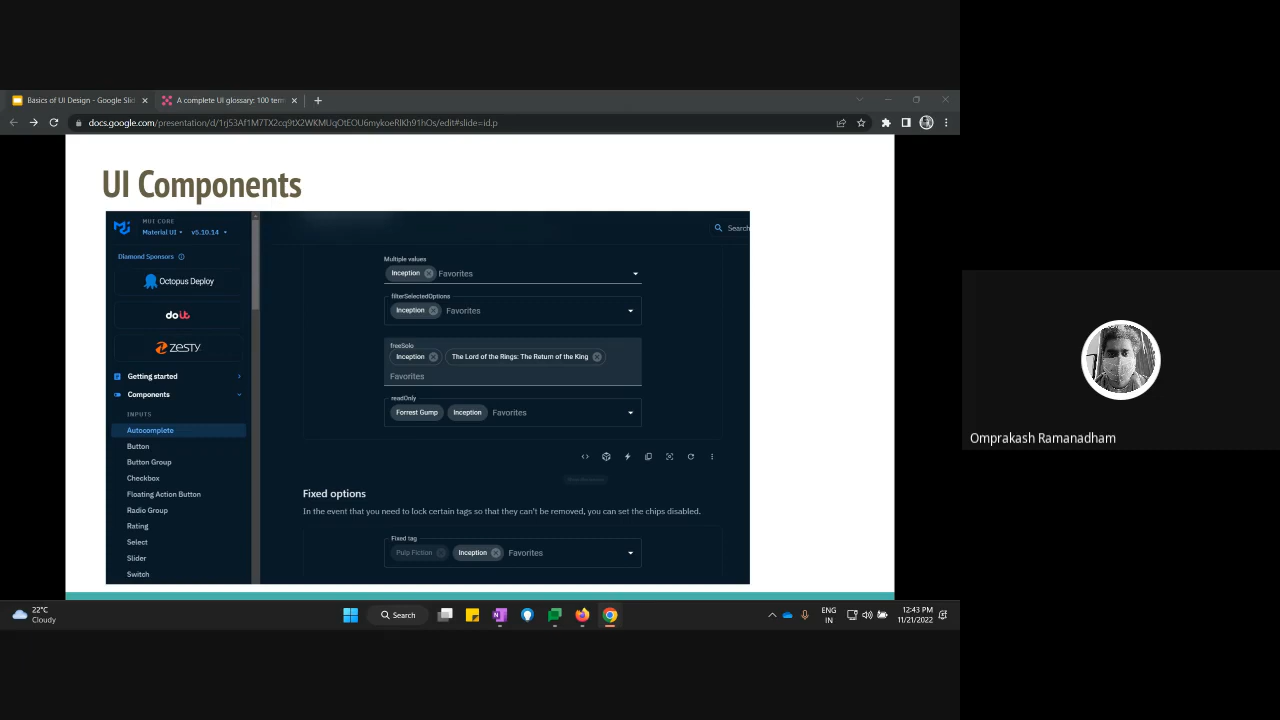 Basics of UI Design - Google Slid
A complete UI glossary: 100 term
docs.google.com/presentation/d/1rj53Af1M7TX2cq9tX2WKMUqOtEOU6mykoeRlKh91hOs/edit#slide=id.p
UI Components
MUI CORE
Material UI
v5.10.14
Diamond Sponsors
Octopus Deploy
doit
ZESTY
Getting started
Components
INPUTS
Autocomplete
Button
Button Group
Checkbox
Floating Action Button
Radio Group
Rating
Select
Slider
Switch
Search
Multiple values
Inception Favorites
filterSelectedOptions
Inception Favorites
freeSolo
Inception The Lord of the Rings: The Return of the King
Favorites
readOnly
Forrest Gump Inception Favorites
Fixed options
In the event that you need to lock certain tags so that they can't be removed, you can set the chips disabled.
Fixed tag
Pulp Fiction Inception Favorites
Omprakash Ramanadham
22°C
Cloudy
Search
ENG
IN
12:43 PM
11/21/2022